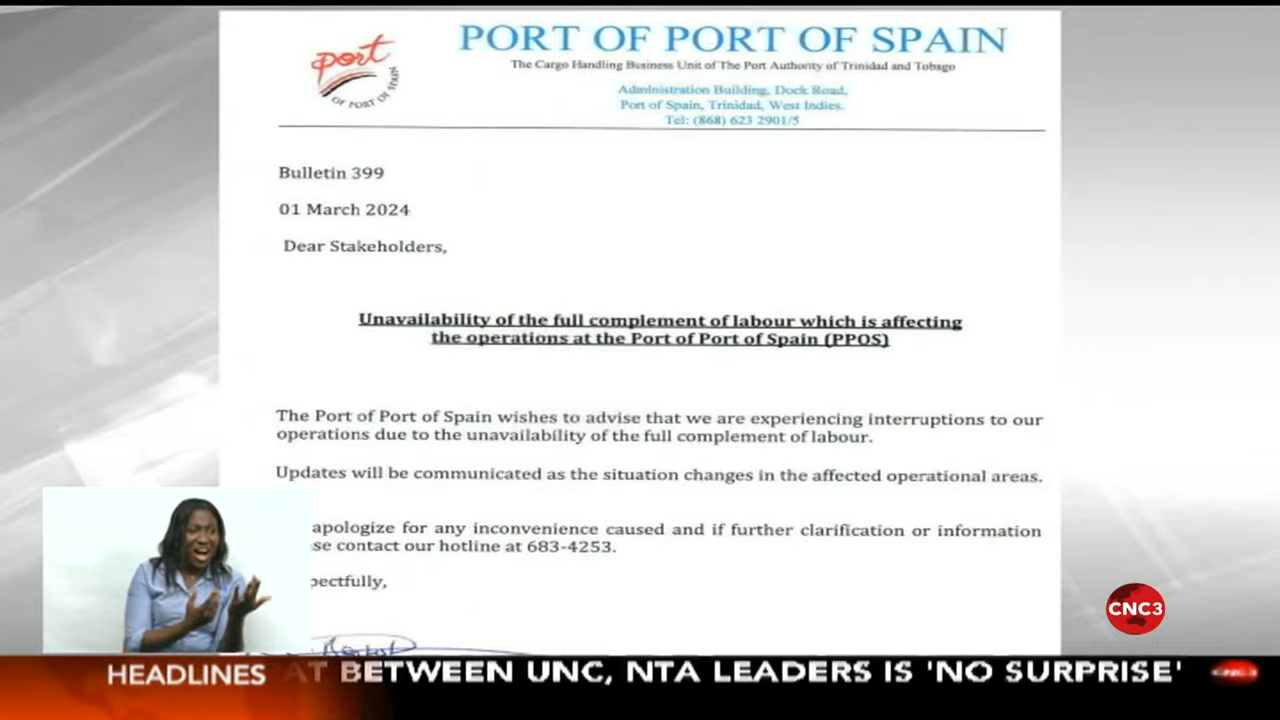 port
OF PORT OF SPAIN
PORT OF PORT OF SPAIN
The Cargo Handling Business Unit of The Port Authority of Trinidad and Tobago
Administration Building, Dock Road,
Port of Spain, Trinidad, West Indies.
Tel: (868) 623 2901/5
Bulletin 399
01 March 2024
Dear Stakeholders,
Unavailability of the full complement of labour which is affecting
the operations at the Port of Port of Spain (PPOS)
The Port of Port of Spain wishes to advise that we are experiencing interruptions to our
operations due to the unavailability of the full complement of labour.
Updates will be communicated as the situation changes in the affected operational areas.
apologize for any inconvenience caused and if further clarification or information
se contact our hotline at 683-4253.
pectfully,
CNC3
HEADLINES
AT BETWEEN UNC, NTA LEADERS IS 'NO SURPRISE'